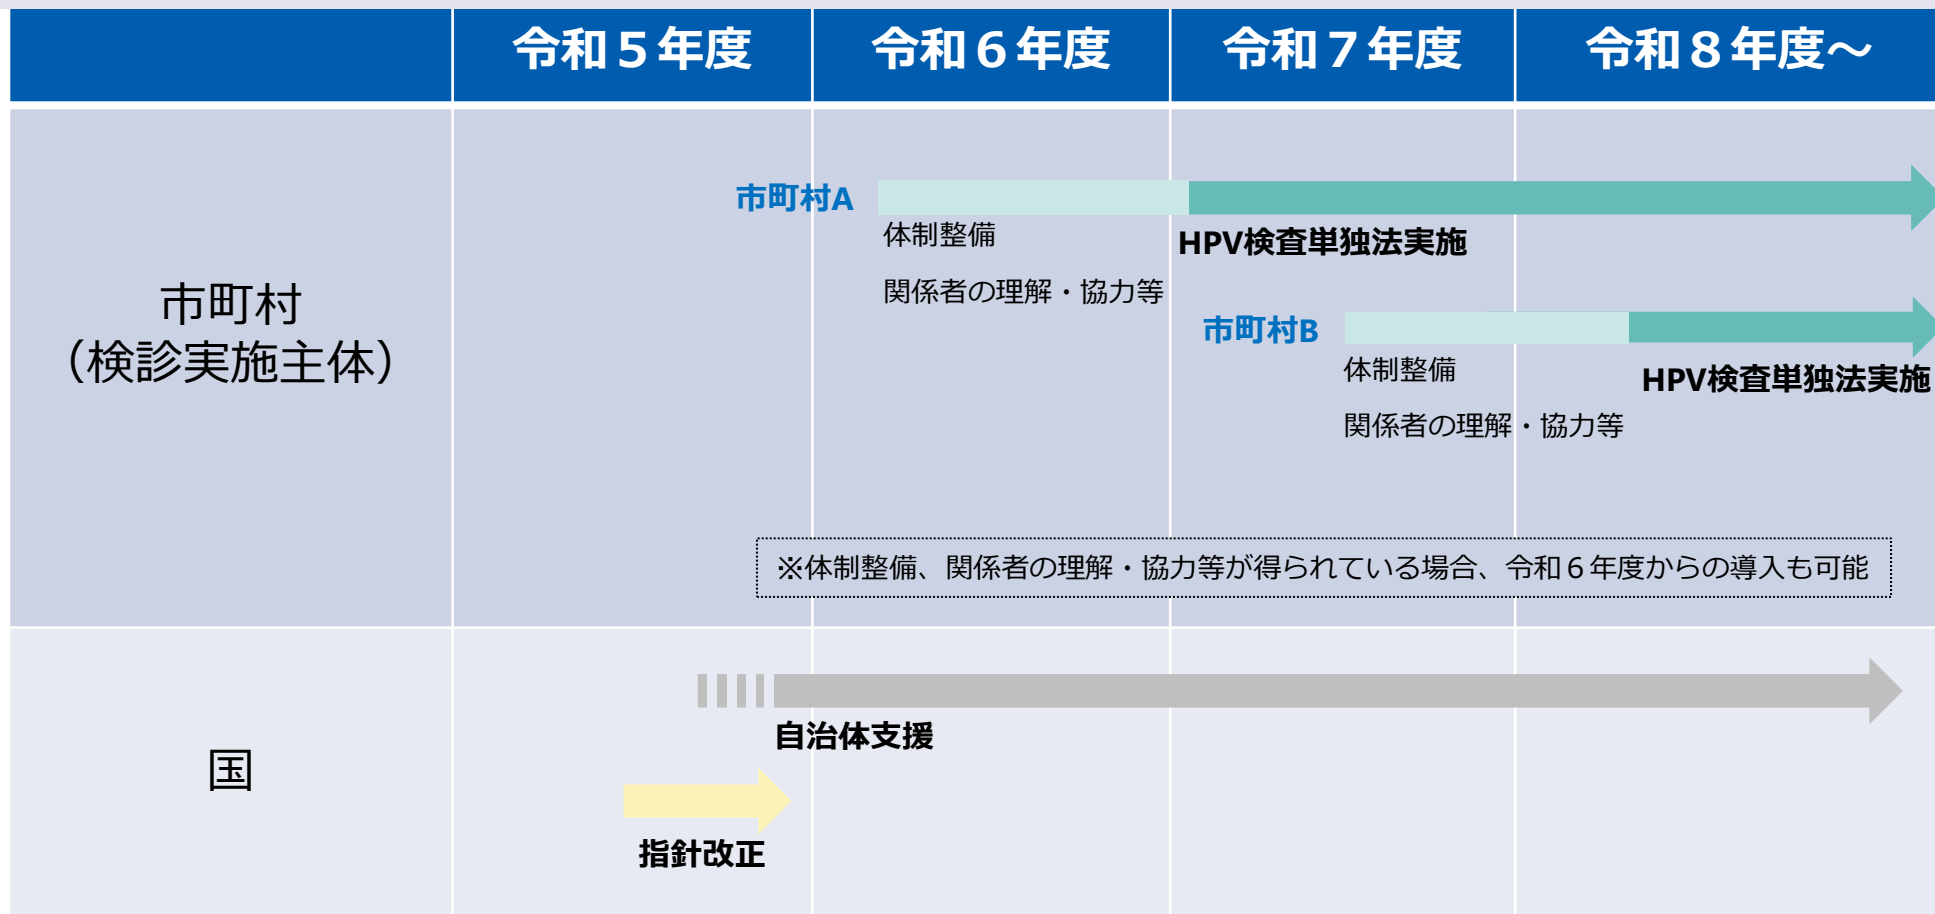 令和５年度
令和６年度
令和７年度
令和８年度～
市町村
（検診実施主体）
市町村A
体制整備
関係者の理解・協力等
HPV検査単独法実施
市町村B
体制整備
関係者の理解・協力等
HPV検査単独法実施
※体制整備、関係者の理解・協力等が得られている場合、令和６年度からの導入も可能
国
自治体支援
指針改正